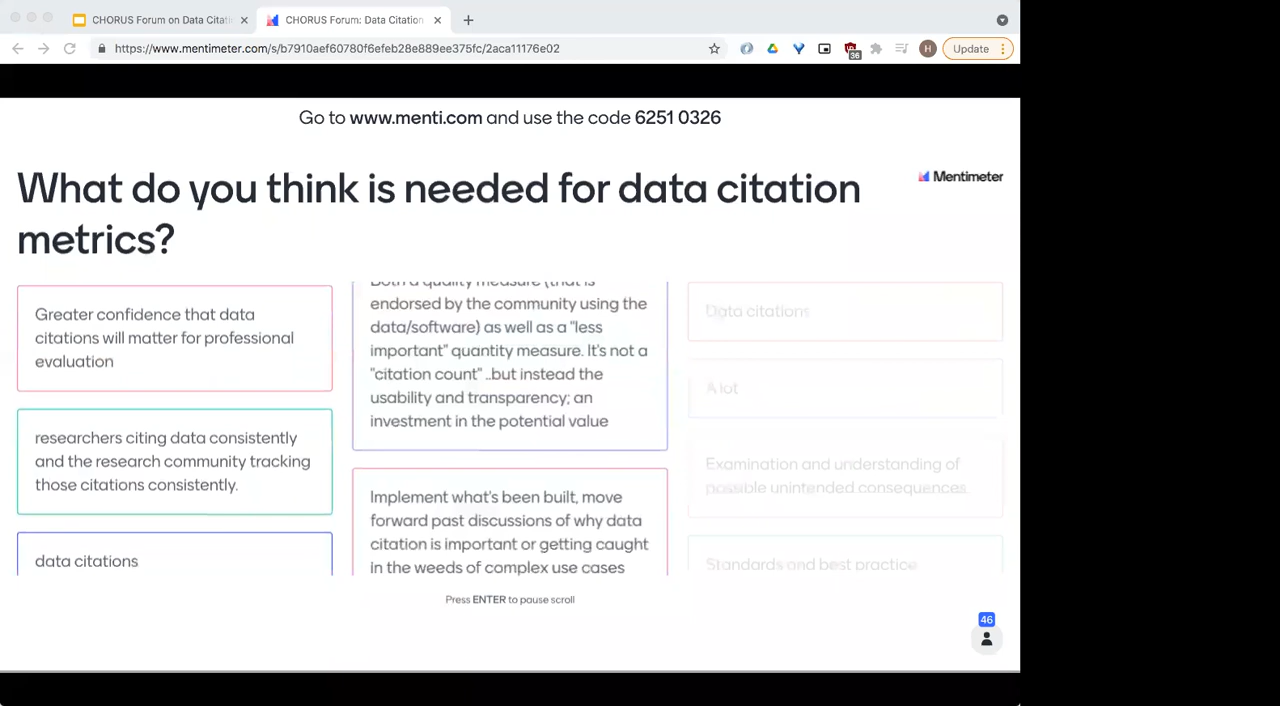 CHORUS Forum on Data Citati
CHORUS Forum: Data Citation
https://www.mentimeter.com/s/b7910aef60780f6efeb28e889ee375fc/2aca11176e02
36
H
Update
Go to www.menti.com and use the code 6251 0326
What do you think is needed for data citation
metrics?
Mentimeter
Greater confidence that data
citations will matter for professional
evaluation
researchers citing data consistently
and the research community tracking
those citations consistently.
data citations
Both a quality measure (that is
endorsed by the community using the
data/software) as well as a "less
important" quantity measure. It's not a
"citation count" ..but instead the
usability and transparency; an
investment in the potential value
Implement what's been built, move
forward past discussions of why data
citation is important or getting caught
in the weeds of complex use cases
Data citations
A lot
Examination and understanding of
possible unintended consequences
Standards and best practice
Press ENTER to pause scroll
46